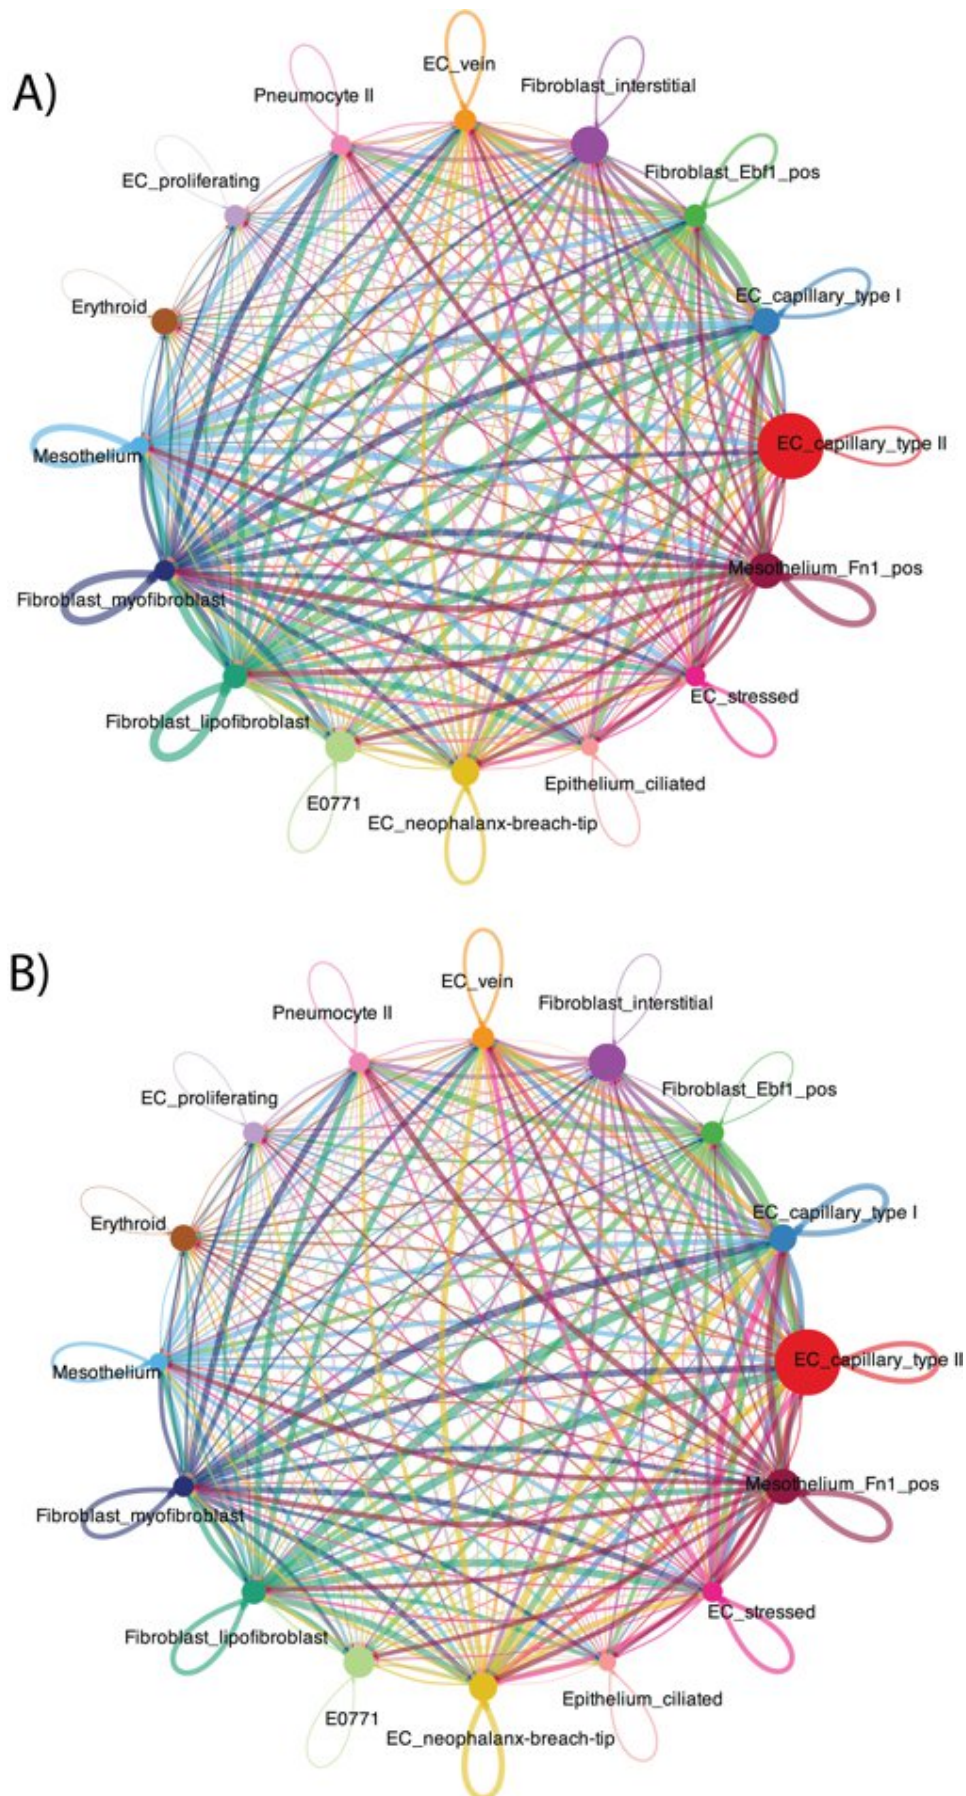 A)
EC_vein
Fibroblast_interstitial
Pneumocyte II
Fibroblast_Ebf1_pos
EC_proliferating
EC_capillary_type I
Erythroid
EC_capillary_type II
Mesothelium
Mesothelium_Fn1_pos
Fibroblast_myofibroblast
EC_stressed
Fibroblast_lipofibroblast
Epithelium_ciliated
E0771
EC_neophalanx-breach-tip
B)
EC_vein
Fibroblast_interstitial
Pneumocyte II
Fibroblast_Ebf1_pos
EC_proliferating
EC_capillary_type I
Erythroid
EC_capillary_type II
Mesothelium
Mesothelium_Fn1_pos
Fibroblast_myofibroblast
EC_stressed
Fibroblast_lipofibroblast
Epithelium_ciliated
E0771
EC_neophalanx-breach-tip